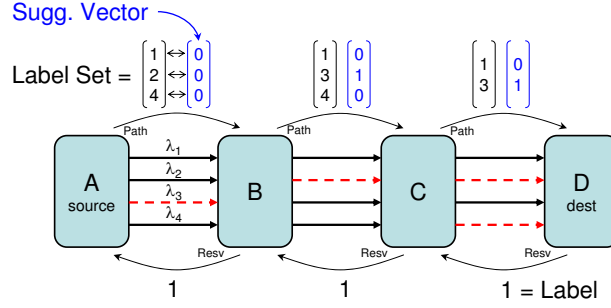 Sugg. Vector
Label Set =
1 ↔ 0
2 ↔ 0
4 ↔ 0
1 0
3 1
4 0
1 0
3 1
Path
Path
Path
A
source
λ1
λ2
λ3
λ4
B
C
D
dest
Resv
Resv
Resv
1
1
1 = Label